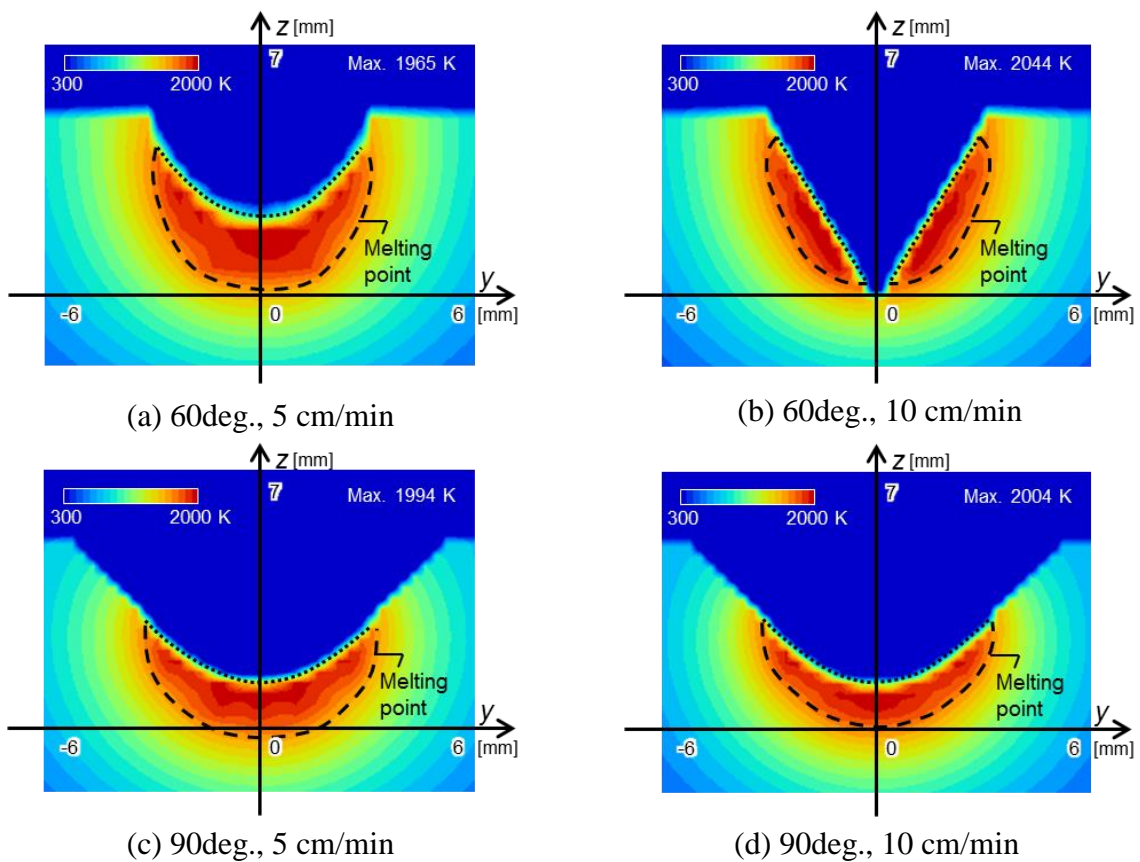 z [mm]
7
Max. 1965 K
300
2000 K
Melting
point
y
-6
0
6
[mm]
(a) 60deg., 5 cm/min
z [mm]
7
Max. 2044 K
300
2000 K
Melting
point
y
-6
0
6
[mm]
(b) 60deg., 10 cm/min
z [mm]
7
Max. 1994 K
300
2000 K
Melting
point
y
-6
0
6
[mm]
(c) 90deg., 5 cm/min
z [mm]
7
Max. 2004 K
300
2000 K
Melting
point
y
-6
0
6
[mm]
(d) 90deg., 10 cm/min